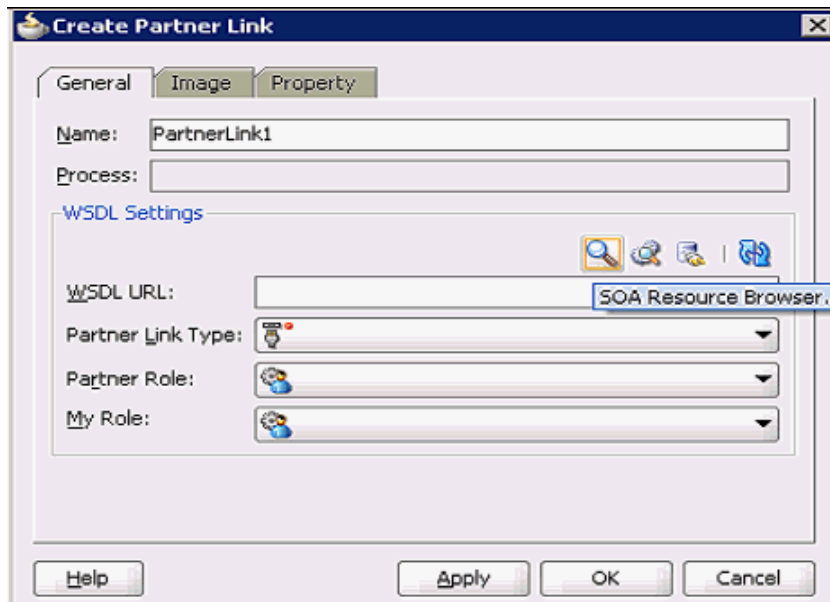 Create Partner Link
General Image Property
Name: PartnerLink1
Process:
WSDL Settings
WSDL URL:
SOA Resource Browser.
Partner Link Type:
Partner Role:
My Role:
Help Apply OK Cancel